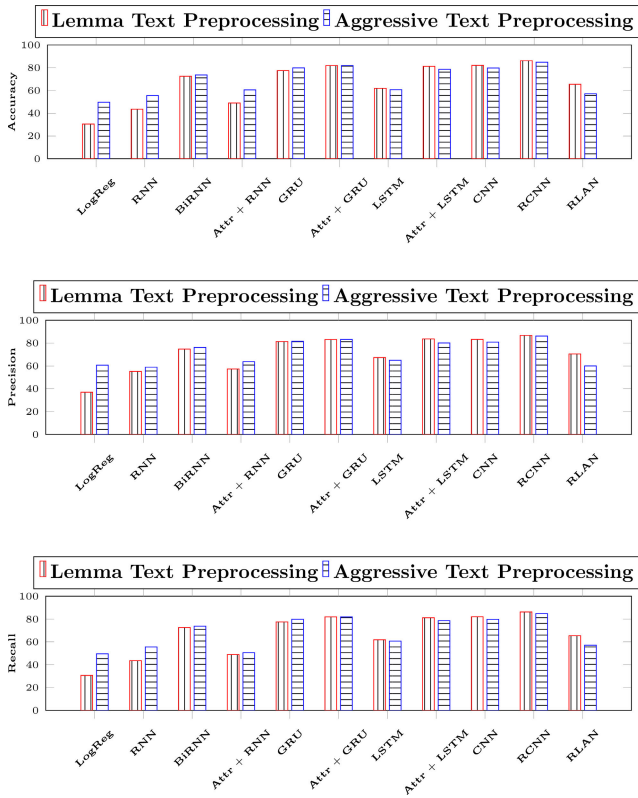 Lemma Text Preprocessing Aggressive Text Preprocessing
100
80
60
40
20
0
Accuracy
LogReg RNN BiRNN Attr + RNN GRU Attr + GRU LSTM Attr + LSTM CNN RCNN RLAN
Lemma Text Preprocessing Aggressive Text Preprocessing
100
80
60
40
20
0
Precision
LogReg RNN BiRNN Attr + RNN GRU Attr + GRU LSTM Attr + LSTM CNN RCNN RLAN
Lemma Text Preprocessing Aggressive Text Preprocessing
100
80
60
40
20
0
Recall
LogReg RNN BiRNN Attr + RNN GRU Attr + GRU LSTM Attr + LSTM CNN RCNN RLAN